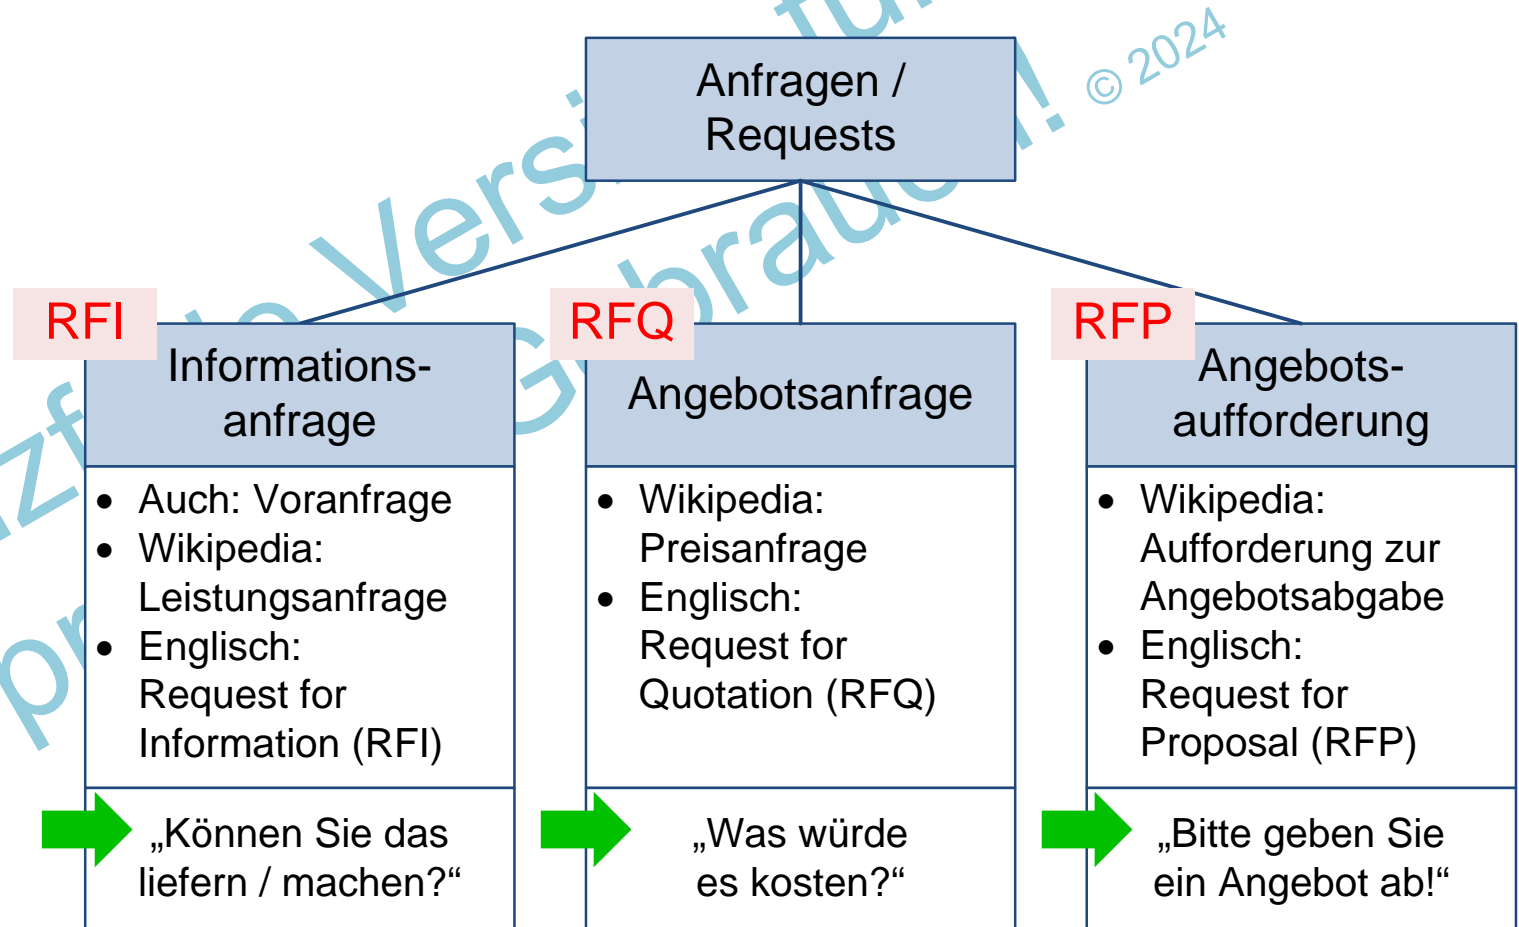 © 2024
Anfragen /
Requests
RFI
Informations-
anfrage
• Auch: Voranfrage
• Wikipedia:
Leistungsanfrage
• Englisch:
Request for
Information (RFI)
„Können Sie das
liefern / machen?“
RFQ
Angebotsanfrage
• Wikipedia:
Preisanfrage
• Englisch:
Request for
Quotation (RFQ)
„Was würde
es kosten?“
RFP
Angebots-
aufforderung
• Wikipedia:
Aufforderung zur
Angebotsabgabe
• Englisch:
Request for
Proposal (RFP)
„Bitte geben Sie
ein Angebot ab!“